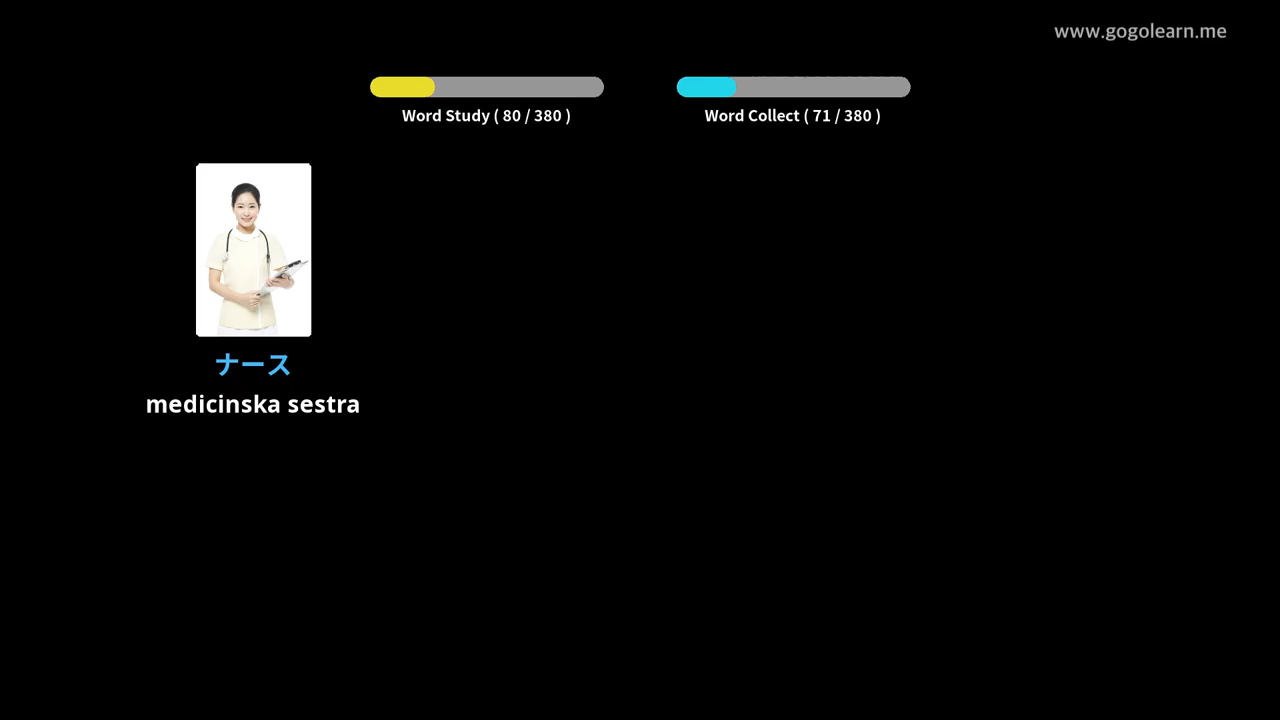 www.gogolearn.me
Word Study ( 80 / 380 )
Word Collect ( 71 / 380 )
ナース
medicinska sestra